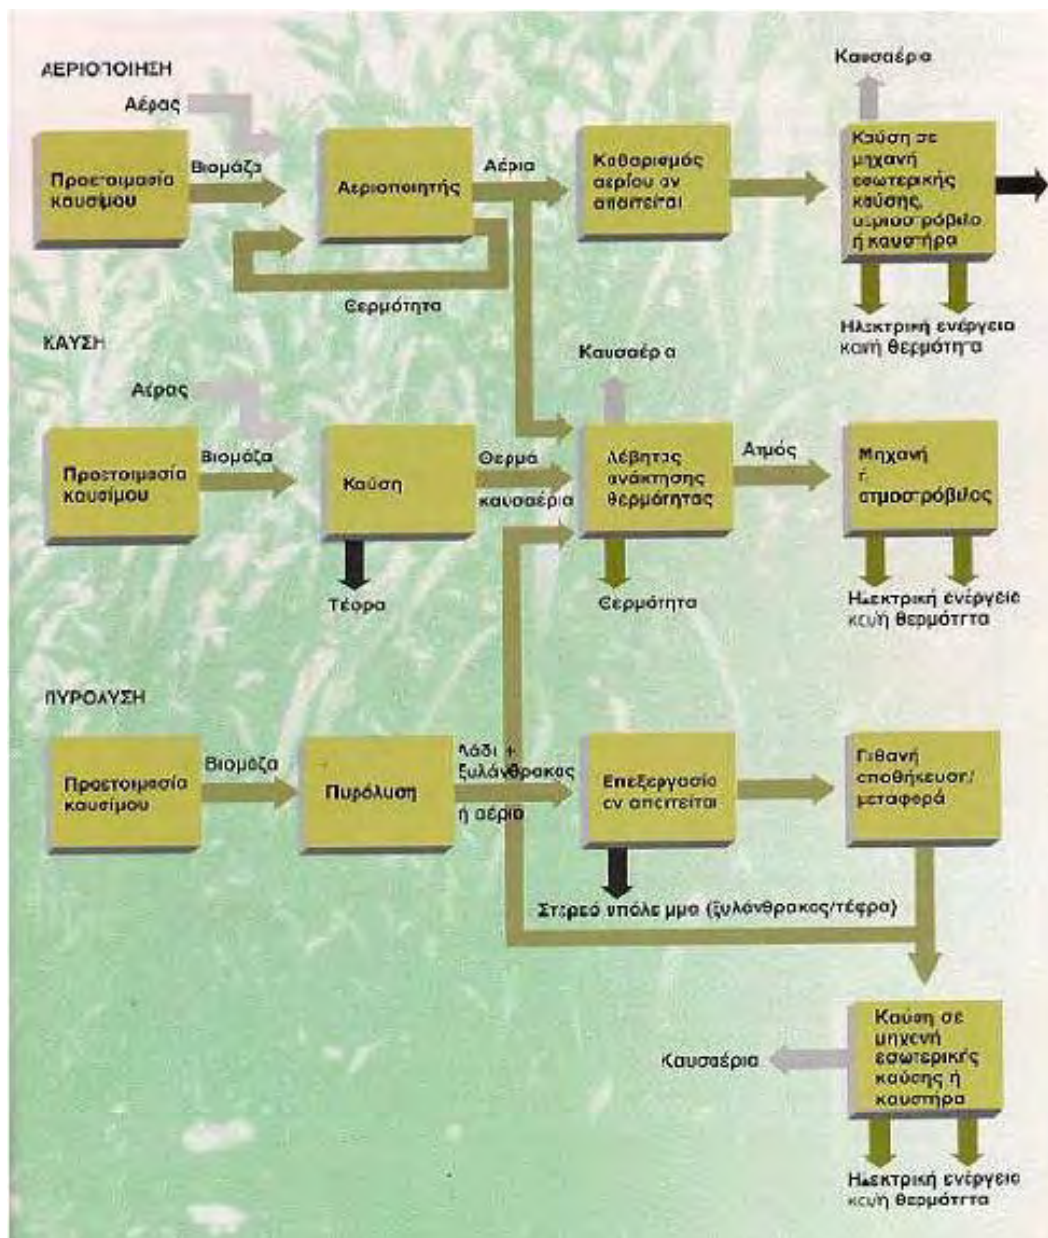 ΑΕΡΙΟΠΟΙΗΣΗ
Αέρας
Προετοιμασία
καυσίμου
Βιομάζα
Αεριοποιητής
Αέρια
Καθαρισμός
αερίου αν
απαιτείται
Καυσαέρια
Καύση σε
μηχανή
εσωτερικής
καύσης,
αεριοστρόβιλο
ή καυστήρα
Θερμότητα
Ηλεκτρική ενέργεια
και/ή θερμότητα
ΚΑΥΣΗ
Αέρας
Προετοιμασία
καυσίμου
Βιομάζα
Καύση
Θερμά
καυσαέρια
Καυσαέρια
Λέβητας
ανάκτησης
θερμότητας
Ατμός
Μηχανή
ή
ατμοστρόβιλος
Τέφρα
Θερμότητα
Ηλεκτρική ενέργεια
και/ή θερμότητα
ΠΥΡΟΛΥΣΗ
Προετοιμασία
καυσίμου
Βιομάζα
Πυρόλυση
Λάδι +
ξυλάνθρακας
ή αέριο
Επεξεργασία
αν απαιτείται
Πιθανή
αποθήκευση/
μεταφορά
Στερεό υπόλειμμα (ξυλάνθρακας/τέφρα)
Καύση σε
μηχανή
εσωτερικής
καύσης ή
καυστήρα
Καυσαέρια
Ηλεκτρική ενέργεια
και/ή θερμότητα